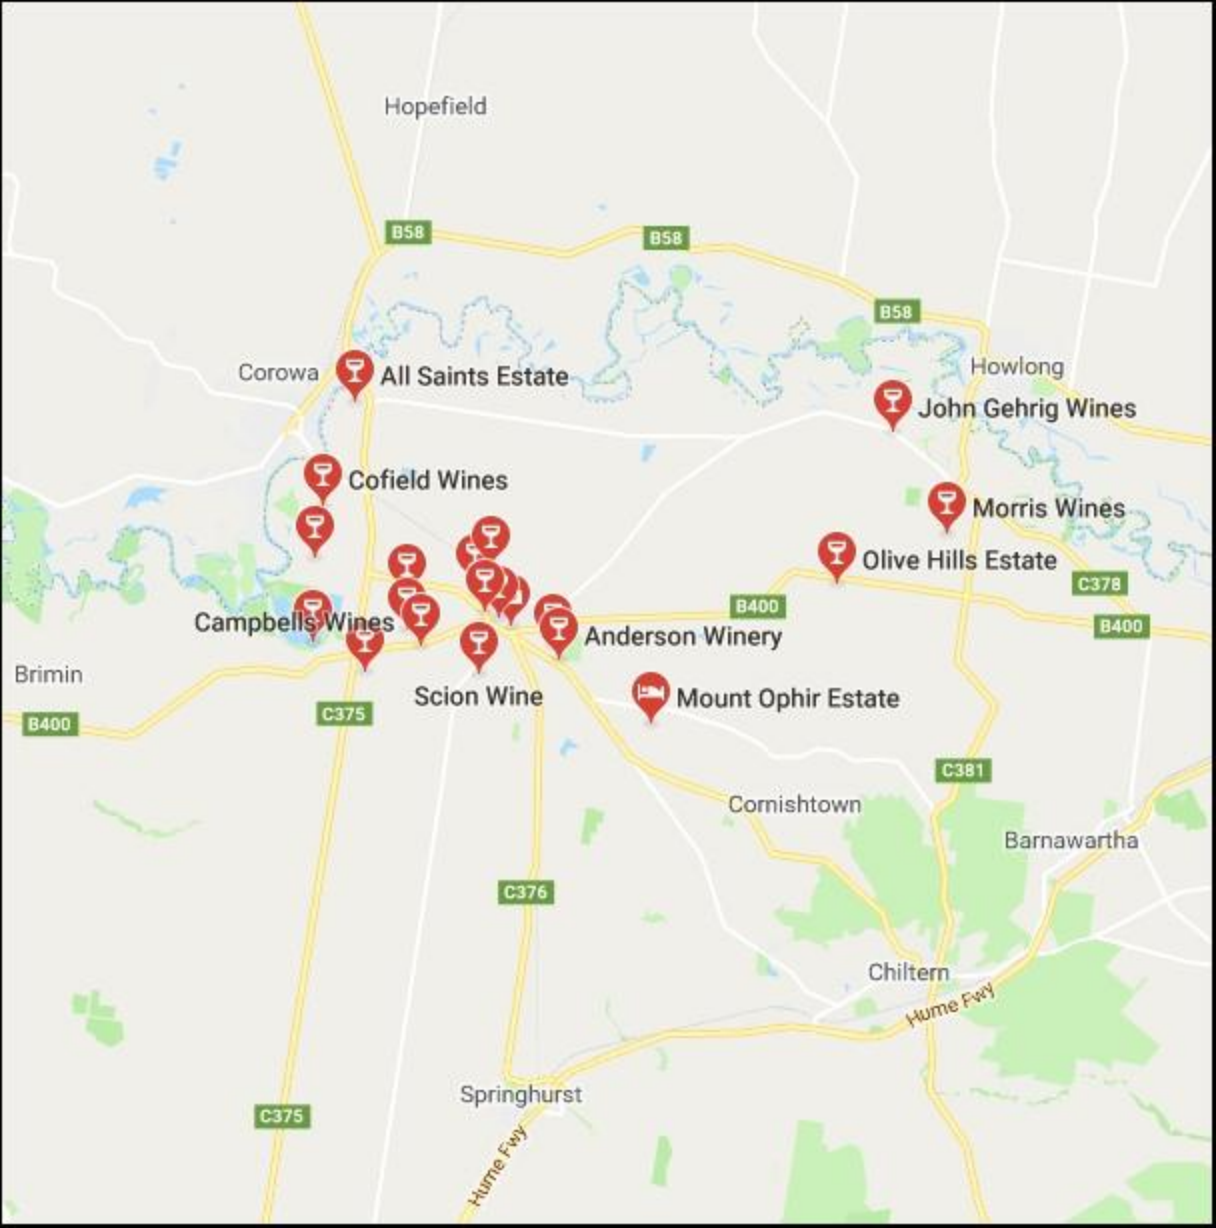 Hopefield
B58
B58
B58
Howlong
Corowa
All Saints Estate
John Gehrig Wines
Cofield Wines
Morris Wines
Olive Hills Estate
C378
B400
B400
Campbells Wines
Anderson Winery
Brimin
Scion Wine
Mount Ophir Estate
B400
C375
C381
Cornishtown
Barnawartha
C376
Chiltern
Hume Fwy
Springhurst
C375
Hume Fwy